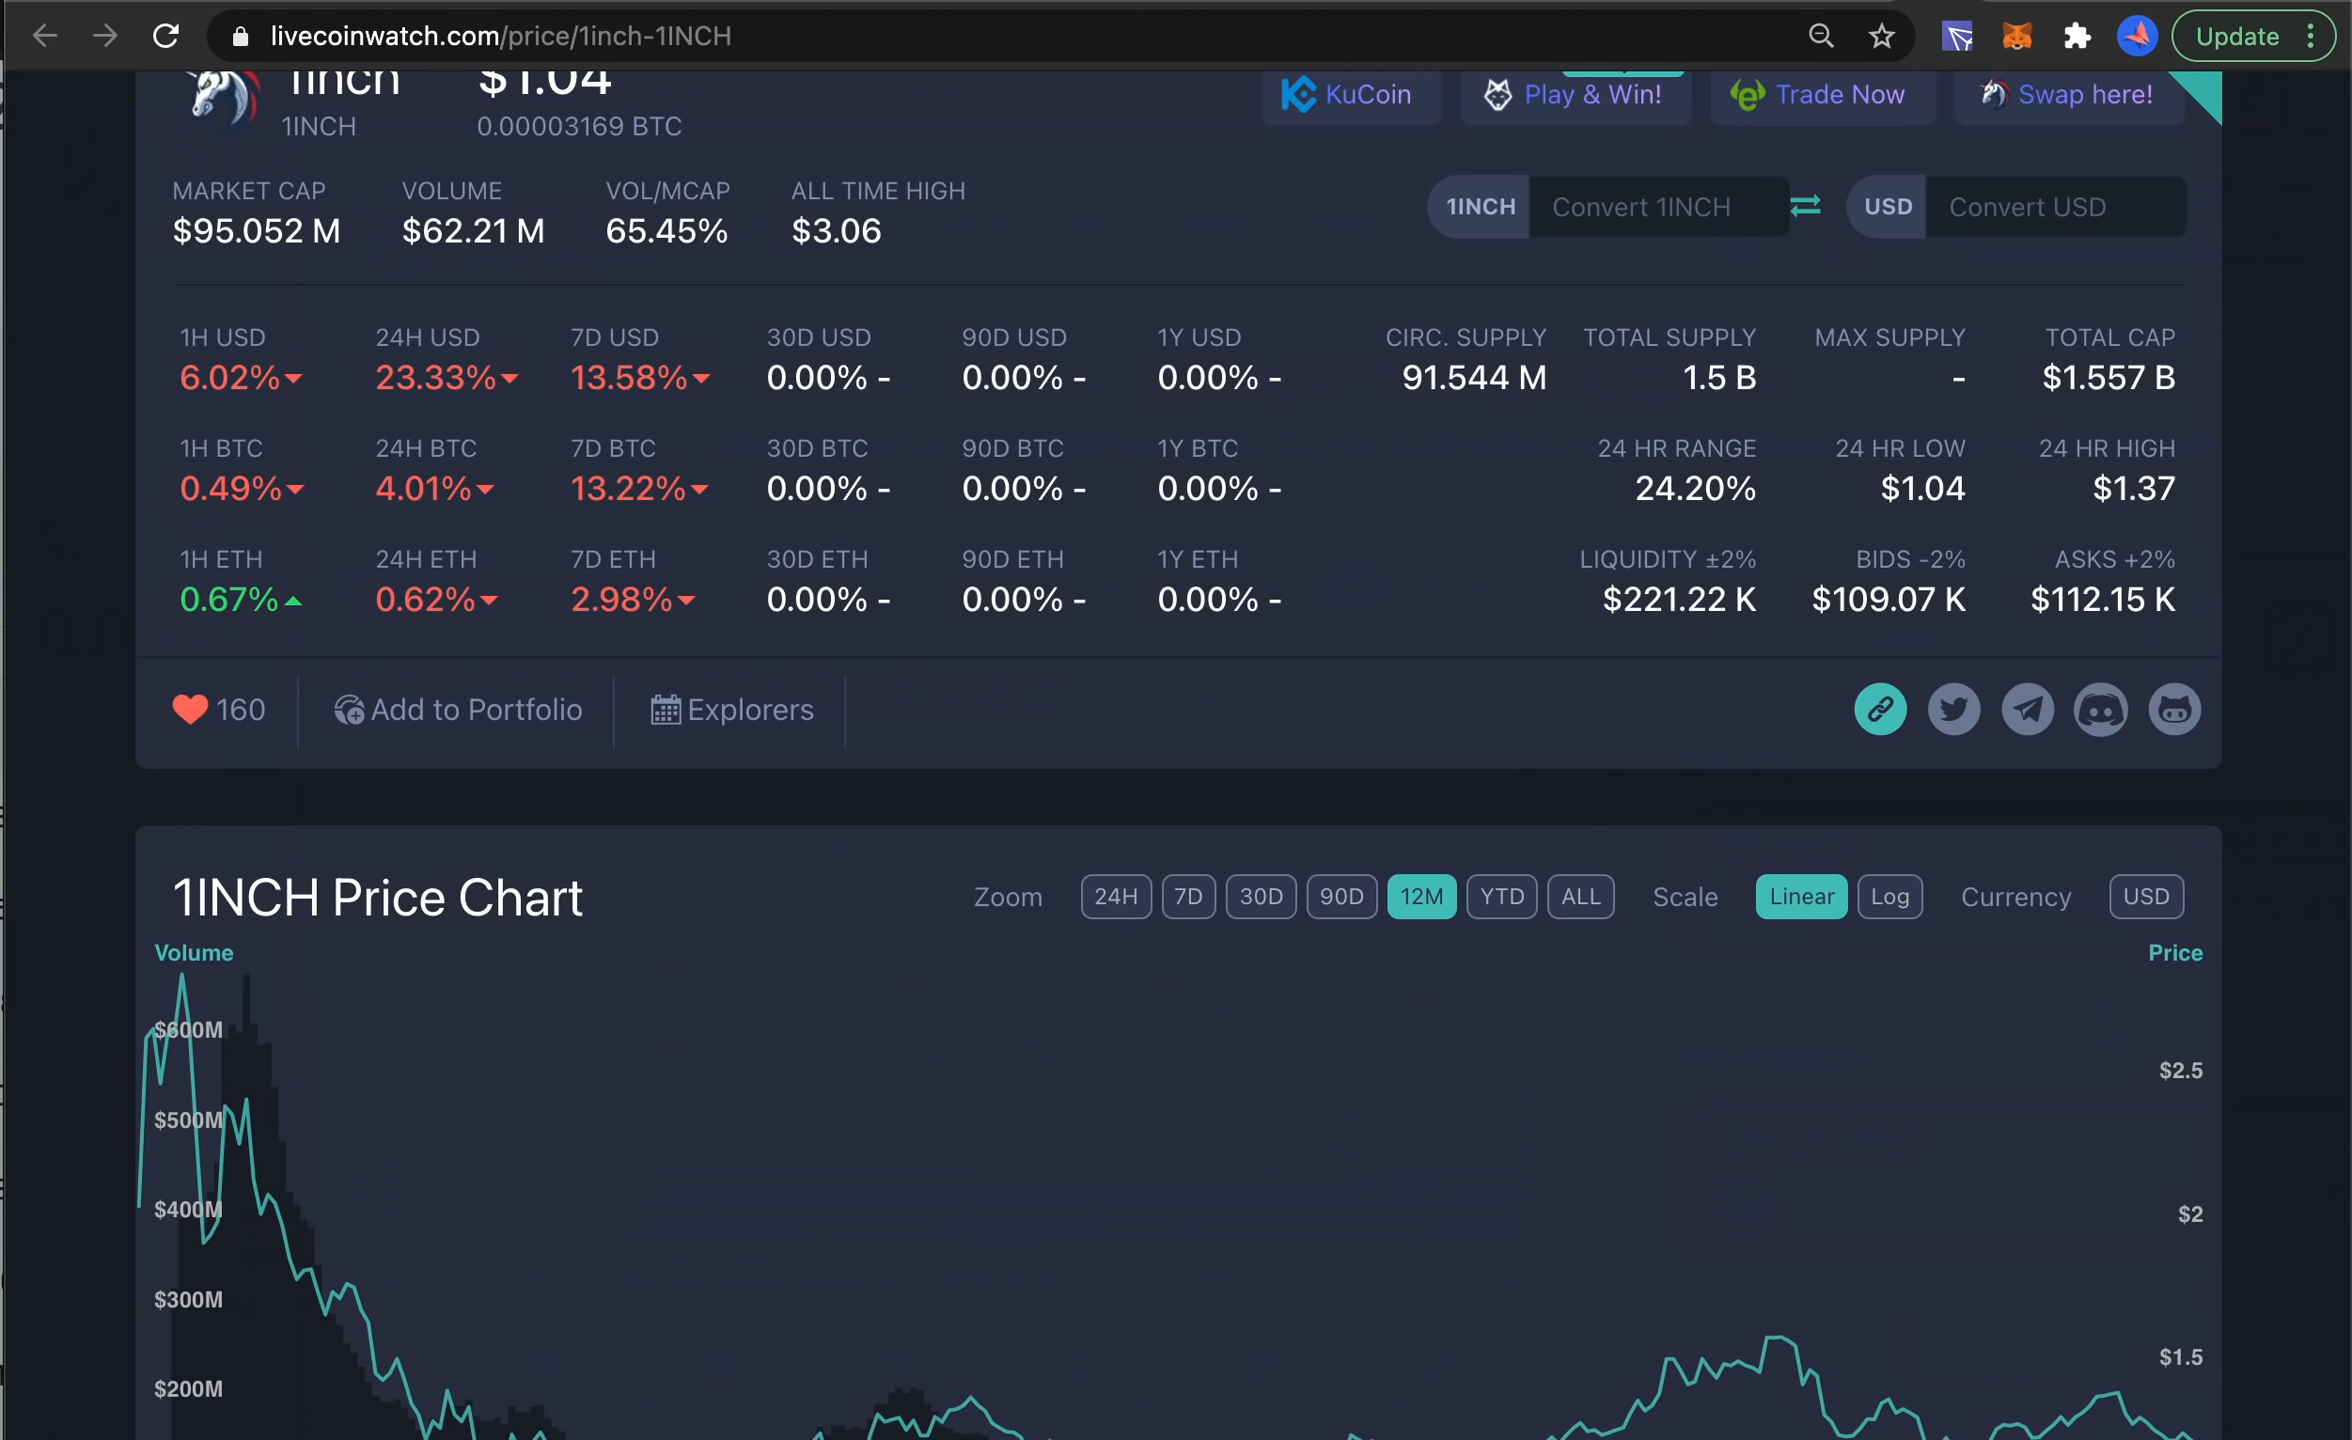 livecoinwatch.com/price/1inch-1INCH
Update
1inch
$1.04
KuCoin
Play & Win!
Trade Now
Swap here!
1INCH
0.00003169 BTC
MARKET CAP
VOLUME
VOL/MCAP
ALL TIME HIGH
$95.052 M
$62.21 M
65.45%
$3.06
1INCH
Convert 1INCH
USD
Convert USD
1H USD
24H USD
7D USD
30D USD
90D USD
1Y USD
CIRC. SUPPLY
TOTAL SUPPLY
MAX SUPPLY
TOTAL CAP
6.02%
23.33%
13.58%
0.00% -
0.00% -
0.00% -
91.544 M
1.5 B
-
$1.557 B
1H BTC
24H BTC
7D BTC
30D BTC
90D BTC
1Y BTC
24 HR RANGE
24 HR LOW
24 HR HIGH
0.49%
4.01%
13.22%
0.00% -
0.00% -
0.00% -
24.20%
$1.04
$1.37
1H ETH
24H ETH
7D ETH
30D ETH
90D ETH
1Y ETH
LIQUIDITY ±2%
BIDS -2%
ASKS +2%
0.67%
0.62%
2.98%
0.00% -
0.00% -
0.00% -
$221.22 K
$109.07 K
$112.15 K
160
Add to Portfolio
Explorers
1INCH Price Chart
Zoom
24H
7D
30D
90D
12M
YTD
ALL
Scale
Linear
Log
Currency
USD
Volume
Price
$600M
$2.5
$500M
$400M
$2
$300M
$1.5
$200M